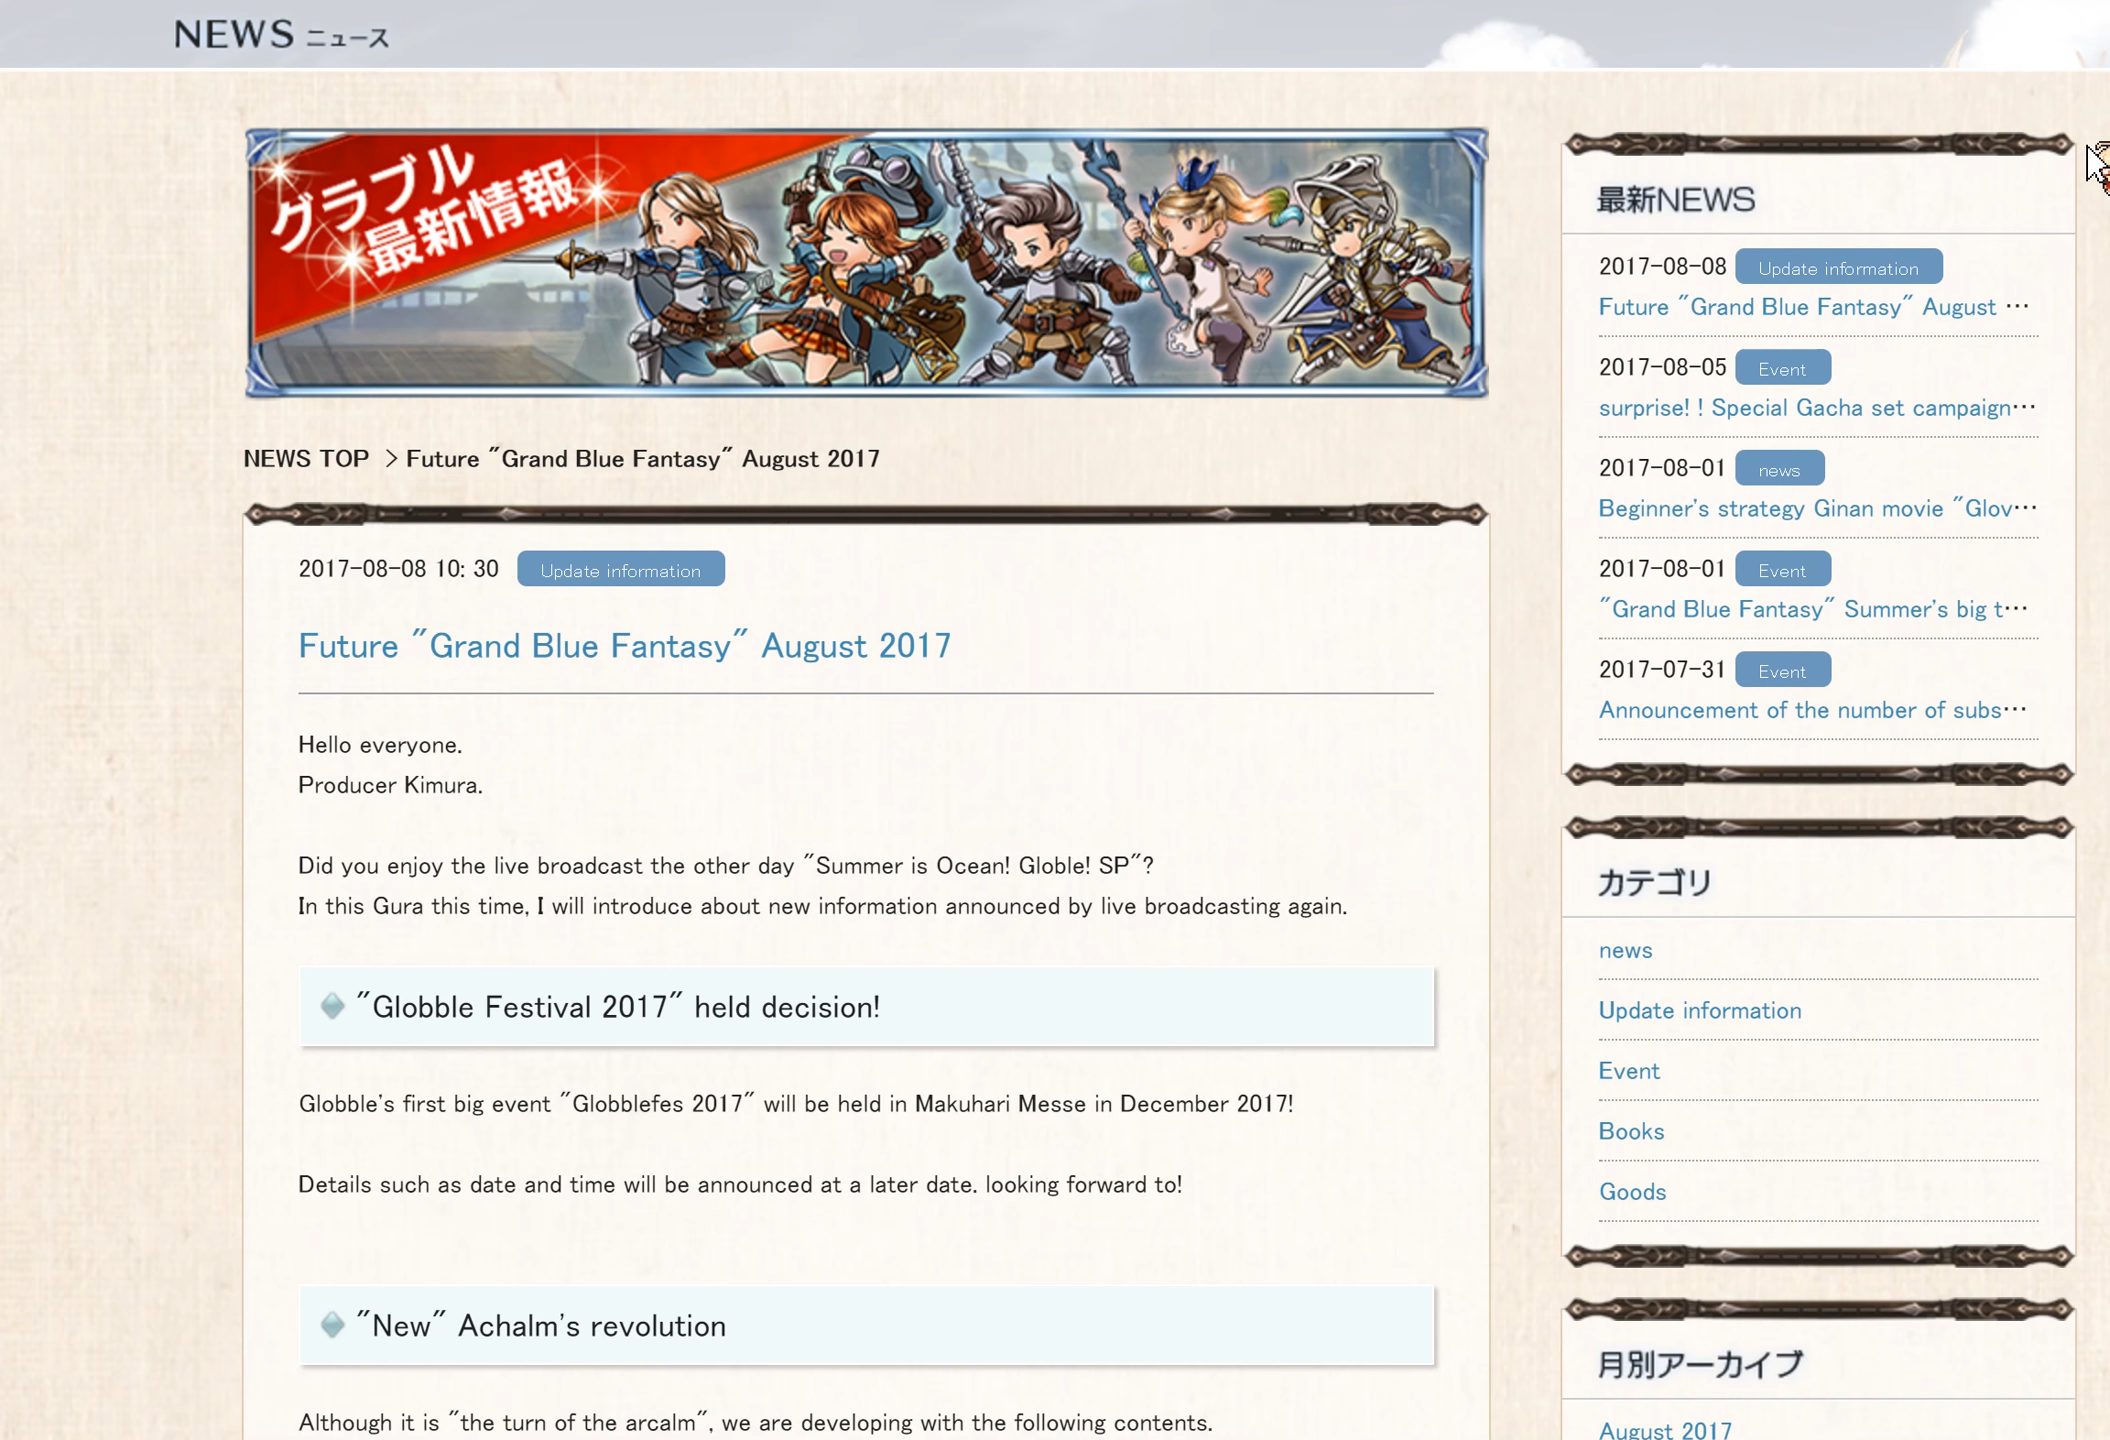 NEWS ニュース
グラブル
最新情報
NEWS TOP > Future "Grand Blue Fantasy" August 2017
2017-08-08 10: 30 Update information
Future "Grand Blue Fantasy" August 2017
Hello everyone.
Producer Kimura.
Did you enjoy the live broadcast the other day "Summer is Ocean! Globle! SP"?
In this Gura this time, I will introduce about new information announced by live broadcasting again.
"Globble Festival 2017" held decision!
Globble's first big event "Globblefes 2017" will be held in Makuhari Messe in December 2017!
Details such as date and time will be announced at a later date. looking forward to!
"New" Achalm's revolution
Although it is "the turn of the arcalm", we are developing with the following contents.
最新NEWS
2017-08-08 Update information
Future "Grand Blue Fantasy" August …
2017-08-05 Event
surprise! ! Special Gacha set campaign…
2017-08-01 news
Beginner's strategy Ginan movie "Glov…
2017-08-01 Event
"Grand Blue Fantasy" Summer's big t…
2017-07-31 Event
Announcement of the number of subs…
カテゴリ
news
Update information
Event
Books
Goods
月別アーカイブ
August 2017